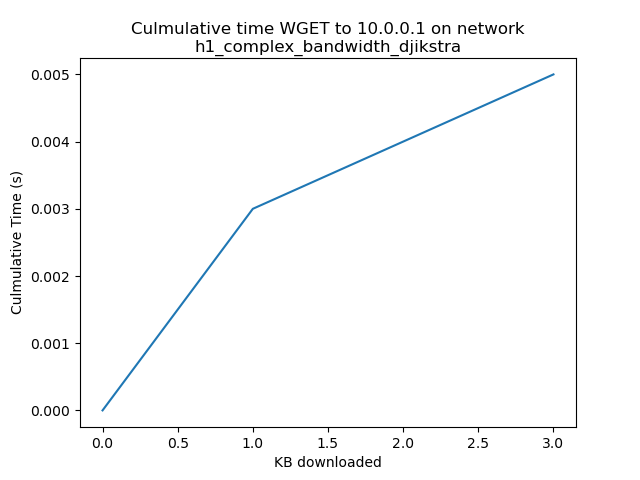 Culmulative time WGET to 10.0.0.1 on network
h1_complex_bandwidth_djikstra
0.005
0.004
0.003
0.002
0.001
0.000
Culmulative Time (s)
0.0 0.5 1.0 1.5 2.0 2.5 3.0
KB downloaded